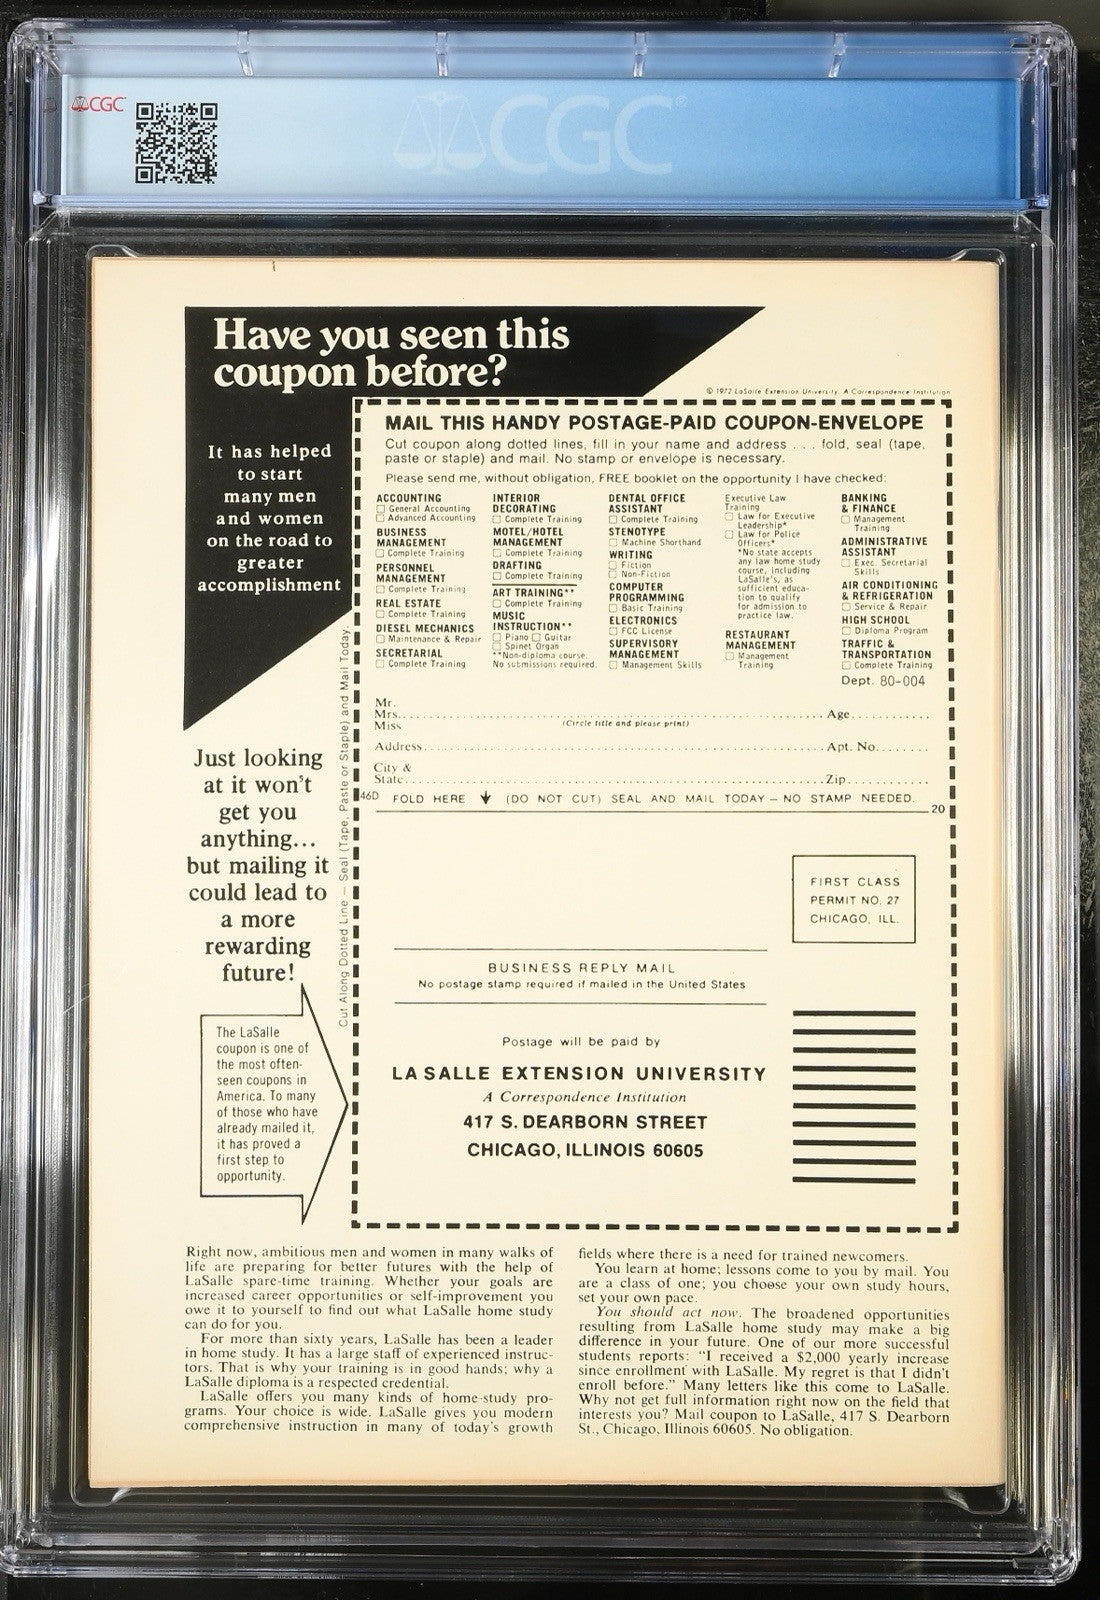 CGC
CGC®
Have you seen this
coupon before?
© 1972 LaSalle Extension University. A Correspondence Institution
It has helped
to start
many men
and women
on the road to
greater
accomplishment
MAIL THIS HANDY POSTAGE-PAID COUPON-ENVELOPE
Cut coupon along dotted lines, fill in your name and address . . . fold, seal (tape,
paste or staple) and mail. No stamp or envelope is necessary.
Please send me, without obligation, FREE booklet on the opportunity I have checked:
ACCOUNTING
□ General Accounting
□ Advanced Accounting
BUSINESS
MANAGEMENT
□ Complete Training
PERSONNEL
MANAGEMENT
□ Complete Training
REAL ESTATE
□ Complete Training
DIESEL MECHANICS
□ Maintenance & Repair
SECRETARIAL
□ Complete Training
INTERIOR
DECORATING
□ Complete Training
MOTEL/HOTEL
MANAGEMENT
□ Complete Training
DRAFTING
□ Complete Training
ART TRAINING**
□ Complete Training
MUSIC
INSTRUCTION**
□ Piano □ Guitar
□ Spinet Organ
**Non-diploma course.
No submissions required.
DENTAL OFFICE
ASSISTANT
□ Complete Training
STENOTYPE
□ Machine Shorthand
WRITING
□ Fiction
□ Non-Fiction
COMPUTER
PROGRAMMING
□ Basic Training
ELECTRONICS
□ FCC License
SUPERVISORY
MANAGEMENT
□ Management Skills
Executive Law
Training
□ Law for Executive
Leadership*
□ Law for Police
Officers*
*No state accepts
any law home study
course, including
LaSalle's, as
sufficient educa-
tion to qualify
for admission to
practice law.
RESTAURANT
MANAGEMENT
□ Management
Training
BANKING
& FINANCE
□ Management
Training
ADMINISTRATIVE
ASSISTANT
□ Exec. Secretarial
Skills
AIR CONDITIONING
& REFRIGERATION
□ Service & Repair
HIGH SCHOOL
□ Diploma Program
TRAFFIC &
TRANSPORTATION
□ Complete Training
Dept. 80-004
Mr.
Mrs. Age
Miss (Circle title and please print)
Address Apt. No.
City &
State Zip
46D FOLD HERE ↓ (DO NOT CUT) SEAL AND MAIL TODAY — NO STAMP NEEDED. 20
Cut Along Dotted Line — Seal (Tape, Paste or Staple) and Mail Today.
Just looking
at it won't
get you
anything...
but mailing it
could lead to
a more
rewarding
future!
FIRST CLASS
PERMIT NO. 27
CHICAGO, ILL.
BUSINESS REPLY MAIL
No postage stamp required if mailed in the United States
Postage will be paid by
LA SALLE EXTENSION UNIVERSITY
A Correspondence Institution
417 S. DEARBORN STREET
CHICAGO, ILLINOIS 60605
The LaSalle
coupon is one of
the most often-
seen coupons in
America. To many
of those who have
already mailed it,
it has proved a
first step to
opportunity.
Right now, ambitious men and women in many walks of
life are preparing for better futures with the help of
LaSalle spare-time training. Whether your goals are
increased career opportunities or self-improvement you
owe it to yourself to find out what LaSalle home study
can do for you.
For more than sixty years, LaSalle has been a leader
in home study. It has a large staff of experienced instruc-
tors. That is why your training is in good hands; why a
LaSalle diploma is a respected credential.
LaSalle offers you many kinds of home-study pro-
grams. Your choice is wide. LaSalle gives you modern
comprehensive instruction in many of today's growth
fields where there is a need for trained newcomers.
You learn at home; lessons come to you by mail. You
are a class of one; you choose your own study hours,
set your own pace.
You should act now. The broadened opportunities
resulting from LaSalle home study may make a big
difference in your future. One of our more successful
students reports: "I received a $2,000 yearly increase
since enrollment with LaSalle. My regret is that I didn't
enroll before." Many letters like this come to LaSalle.
Why not get full information right now on the field that
interests you? Mail coupon to LaSalle, 417 S. Dearborn
St., Chicago, Illinois 60605. No obligation.